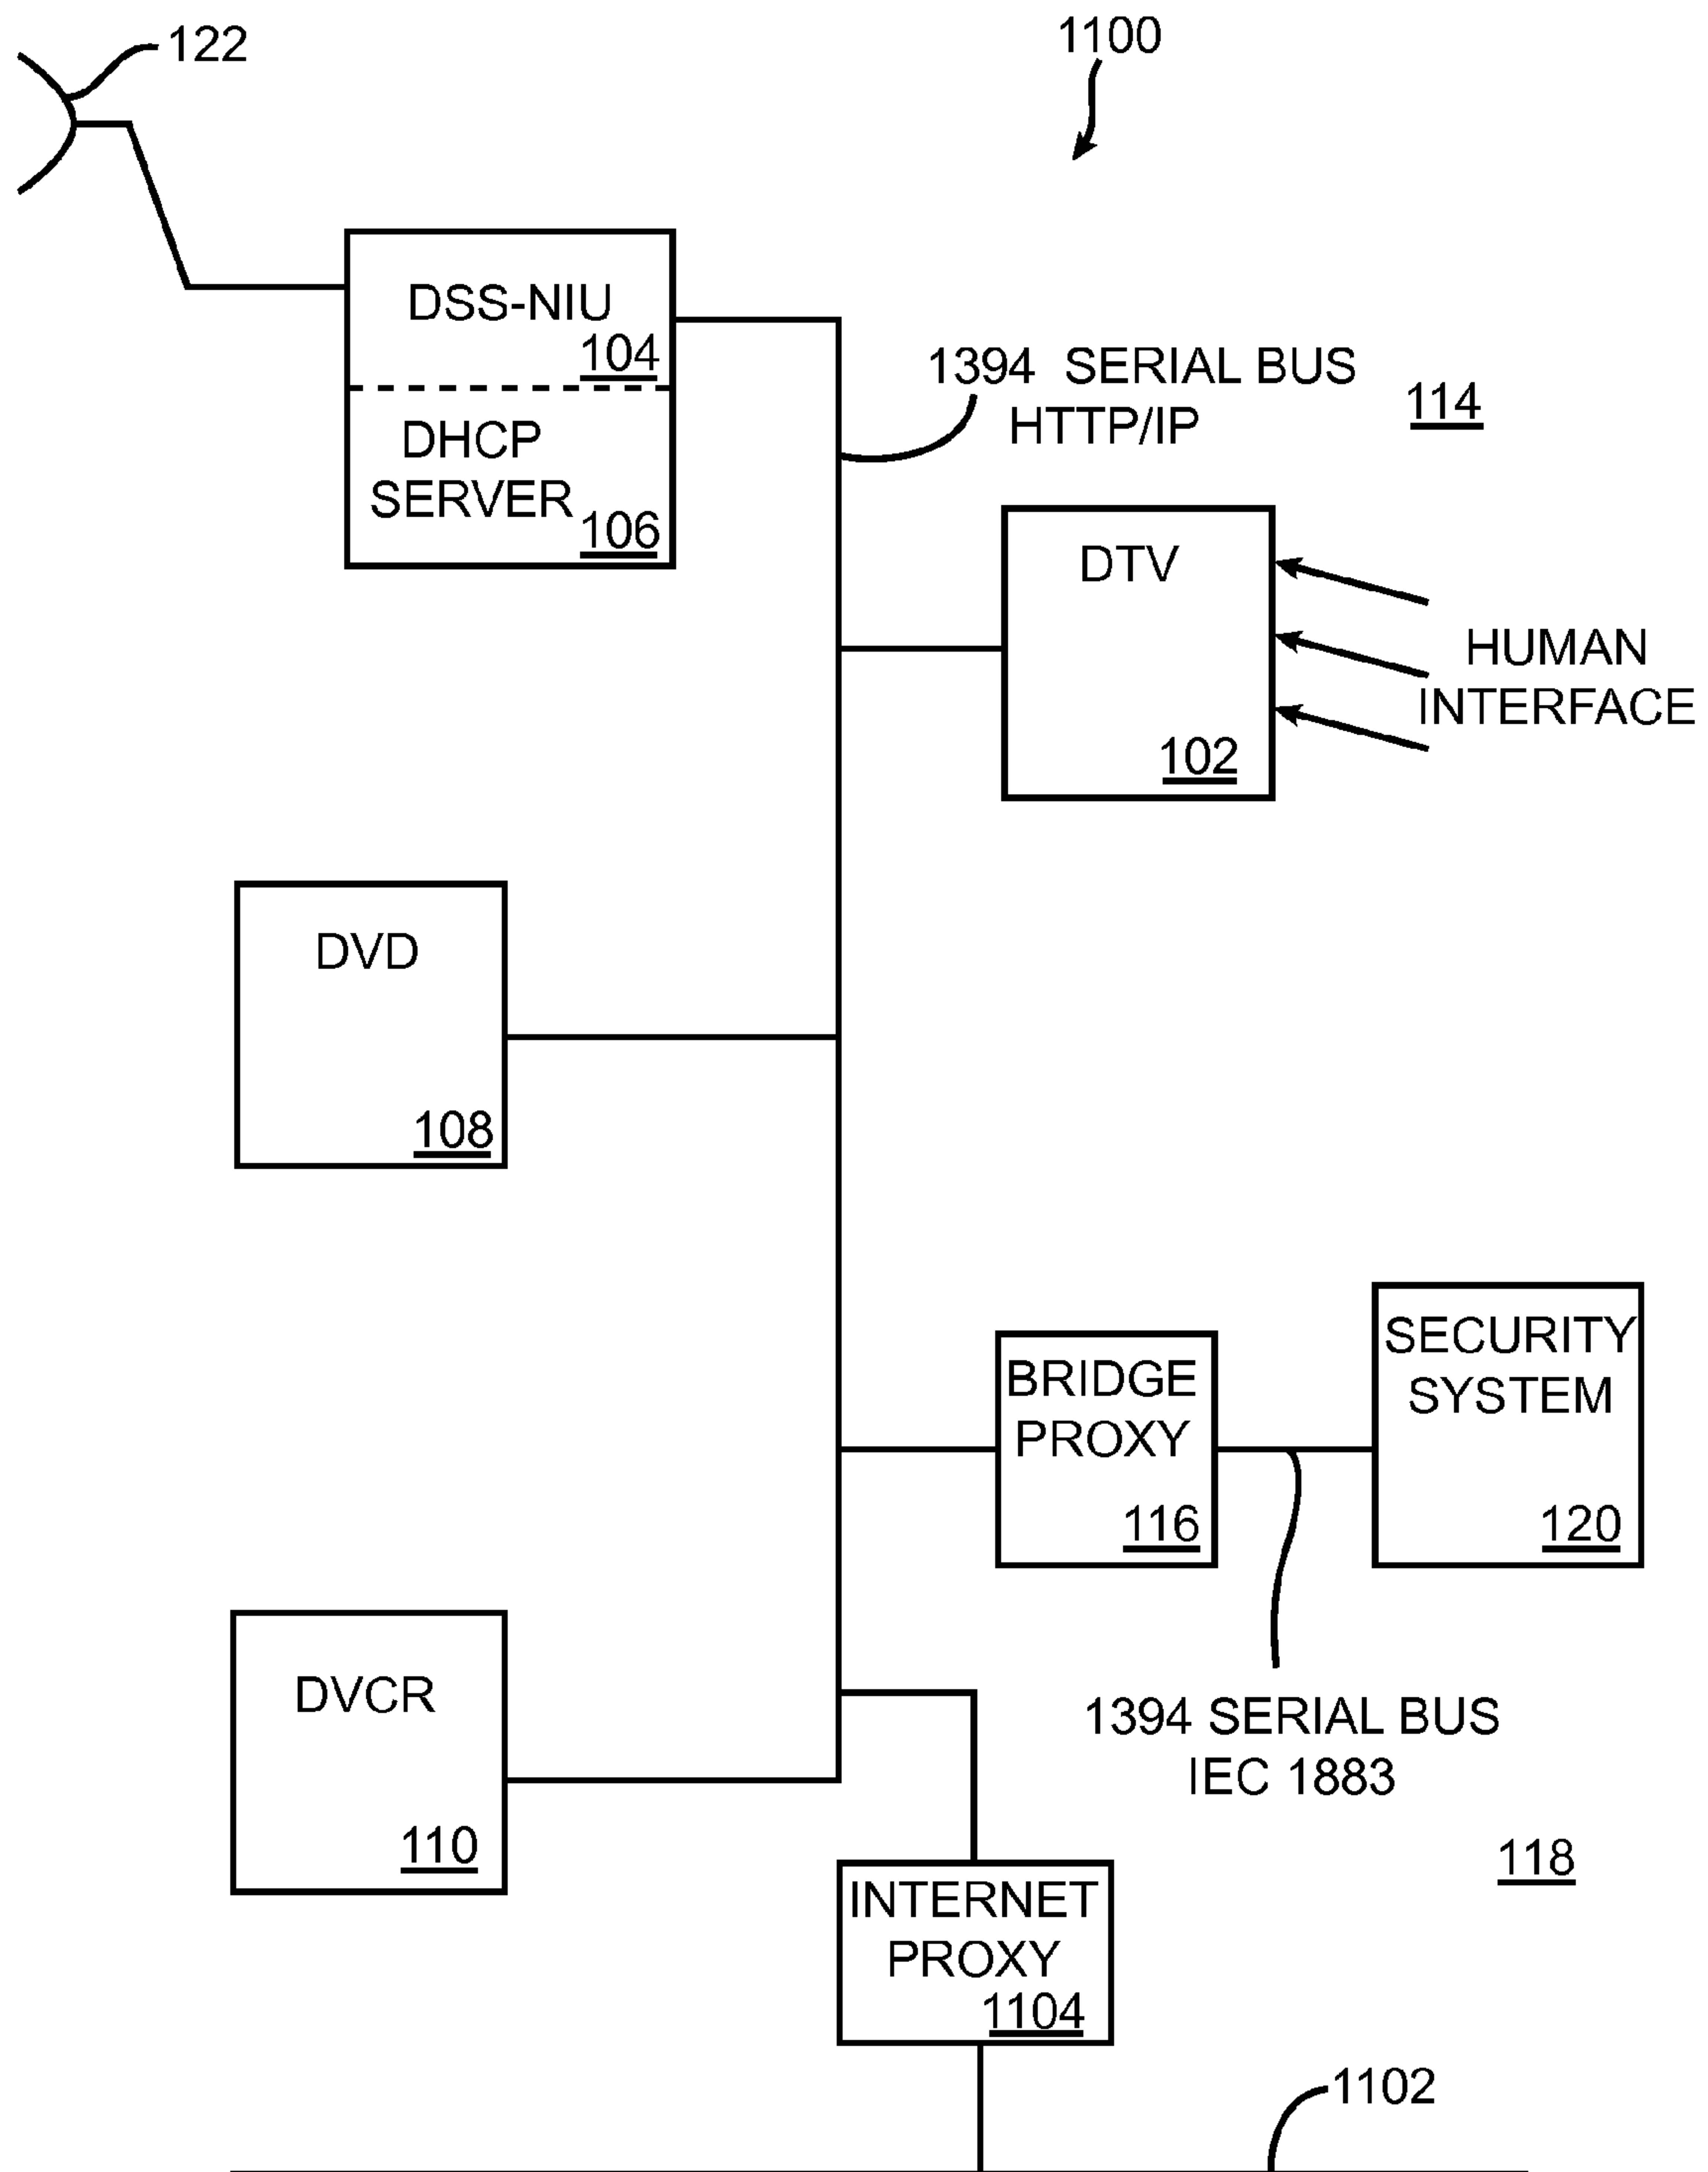 122
1100
DSS-NIU
104
DHCP
SERVER
106
1394 SERIAL BUS
HTTP/IP
114
DTV
102
HUMAN
INTERFACE
DVD
108
BRIDGE
PROXY
116
SECURITY
SYSTEM
120
1394 SERIAL BUS
IEC 1883
118
DVCR
110
INTERNET
PROXY
1104
1102